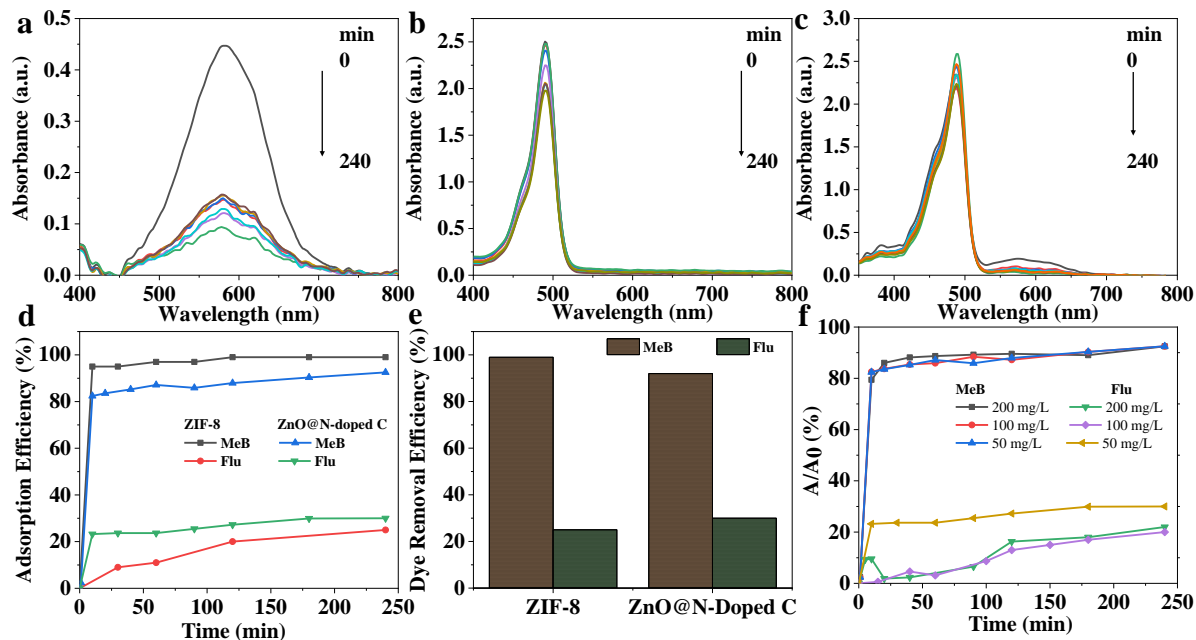 a
min
0
240
0.5
0.4
0.3
0.2
0.1
0.0
400 500 600 700 800
Absorbance (a.u.)
Wavelength (nm)
b
min
0
240
2.5
2.0
1.5
1.0
0.5
0.0
400 500 600 700 800
Absorbance (a.u.)
Wavelength (nm)
c
min
0
240
3.0
2.5
2.0
1.5
1.0
0.5
0.0
400 500 600 700 800
Absorbance (a.u.)
Wavelength (nm)
d
100
80
60
40
20
0
Adsorption Efficiency (%)
ZIF-8 ZnO@N-doped C
MeB MeB
Flu Flu
0 50 100 150 200 250
Time (min)
e
100
80
60
40
20
0
Dye Removal Efficiency (%)
MeB Flu
ZIF-8 ZnO@N-Doped C
f
100
80
60
40
20
0
A/A0 (%)
MeB Flu
200 mg/L 200 mg/L
100 mg/L 100 mg/L
50 mg/L 50 mg/L
0 50 100 150 200 250
Time (min)